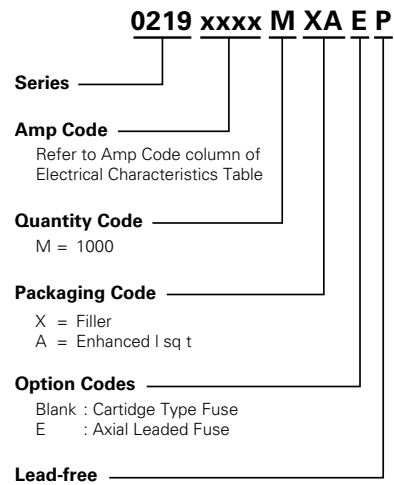 0219 xxxx M XA E P
Series
Amp Code
Refer to Amp Code column of
Electrical Characteristics Table
Quantity Code
M = 1000
Packaging Code
X = Filler
A = Enhanced I sq t
Option Codes
Blank : Cartidge Type Fuse
E : Axial Leaded Fuse
Lead-free